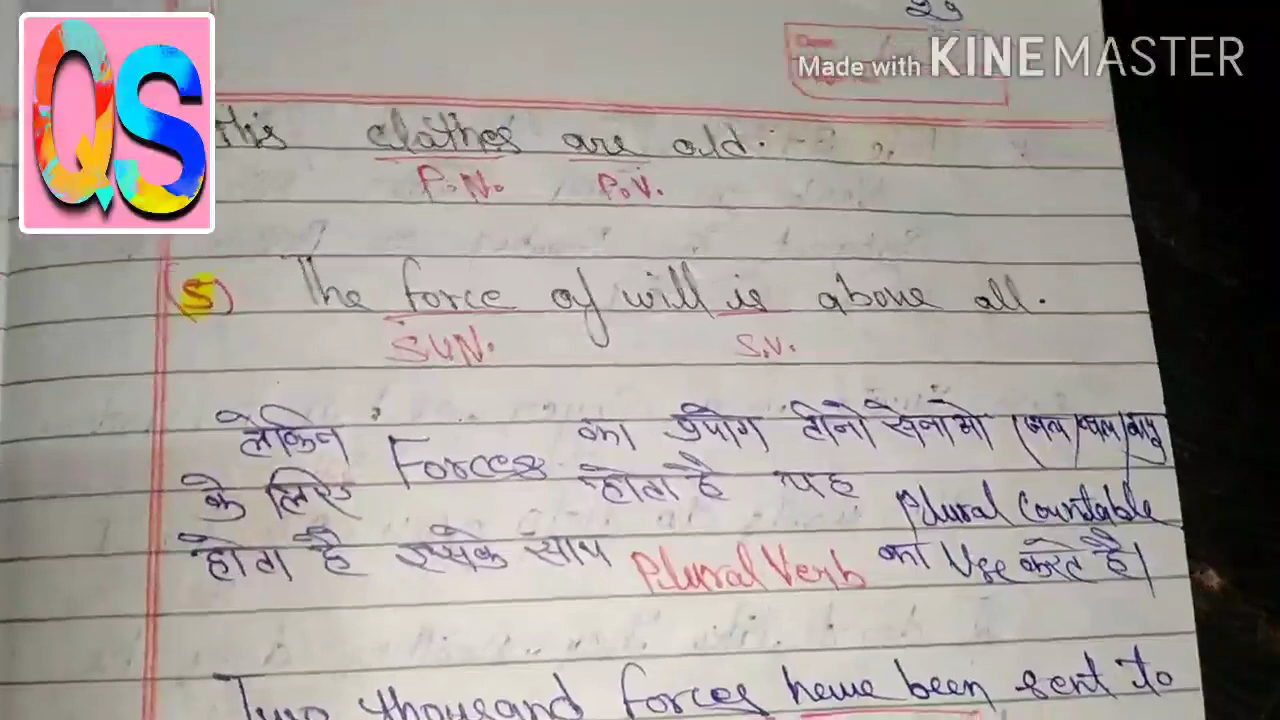 29
QS
Made with KINEMASTER
This clothes are old.
P.N. P.V.
(5) The force of will is above all.
S.U.N. S.V.
लेकिन Forces का प्रयोग तीनो सेनाओ (जल/थल/वायु
के लिए होता है यह Plural Countable
होता है इसके साथ Plural Verb का Use करते है।
Two thousand forces have been sent to